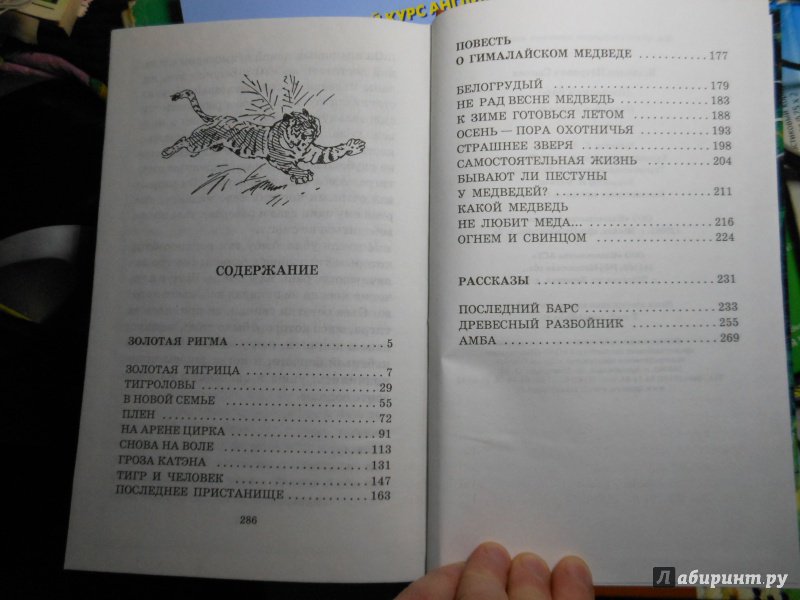 Й КУРС АНГЛ
СОДЕРЖАНИЕ
ЗОЛОТАЯ РИГМА ........ 5
ЗОЛОТАЯ ТИГРИЦА ........ 7
ТИГРОЛОВЫ ........ 29
В НОВОЙ СЕМЬЕ ........ 55
ПЛЕН ........ 72
НА АРЕНЕ ЦИРКА ........ 91
СНОВА НА ВОЛЕ ........ 113
ГРОЗА КАТЭНА ........ 131
ТИГР И ЧЕЛОВЕК ........ 147
ПОСЛЕДНЕЕ ПРИСТАНИЩЕ ........ 163
286
ПОВЕСТЬ
О ГИМАЛАЙСКОМ МЕДВЕДЕ ........ 177
БЕЛОГРУДЫЙ ........ 179
НЕ РАД ВЕСНЕ МЕДВЕДЬ ........ 183
К ЗИМЕ ГОТОВЬСЯ ЛЕТОМ ........ 188
ОСЕНЬ — ПОРА ОХОТНИЧЬЯ ........ 193
СТРАШНЕЕ ЗВЕРЯ ........ 198
САМОСТОЯТЕЛЬНАЯ ЖИЗНЬ ........ 204
БЫВАЮТ ЛИ ПЕСТУНЫ
У МЕДВЕДЕЙ? ........ 211
КАКОЙ МЕДВЕДЬ
НЕ ЛЮБИТ МЕДА... ........ 216
ОГНЕМ И СВИНЦОМ ........ 224
РАССКАЗЫ ........ 231
ПОСЛЕДНИЙ БАРС ........ 233
ДРЕВЕСНЫЙ РАЗБОЙНИК ........ 255
АМБА ........ 269
Лабиринт.ру